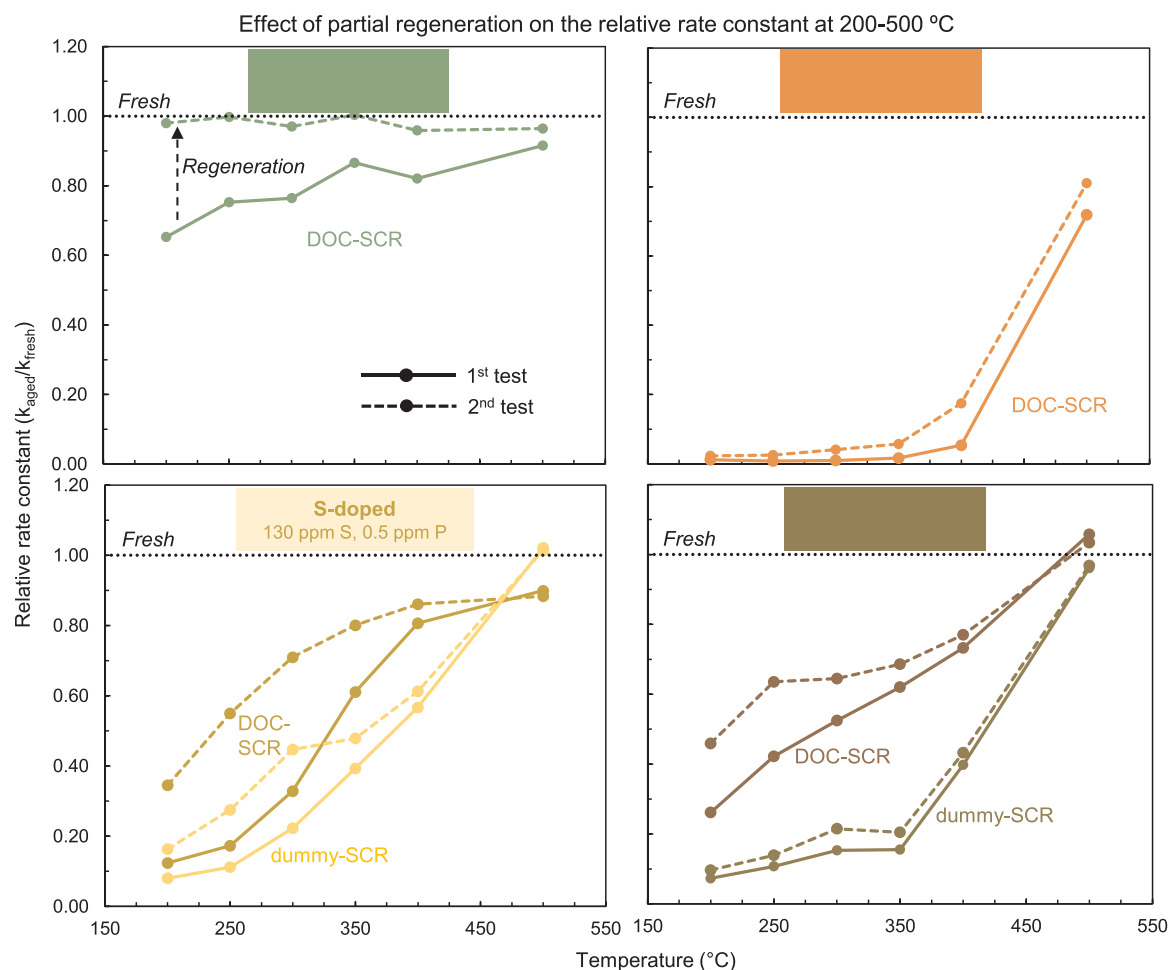 Effect of partial regeneration on the relative rate constant at 200-500 ºC
Relative rate constant (k_aged/k_fresh)
1.20
1.00
0.80
0.60
0.40
0.20
0.00
Fresh
Regeneration
DOC-SCR
1st test
2nd test
Fresh
DOC-SCR
1.20
1.00
0.80
0.60
0.40
0.20
0.00
S-doped
130 ppm S, 0.5 ppm P
Fresh
DOC-
SCR
dummy-SCR
150
250
350
450
550
Fresh
DOC-SCR
dummy-SCR
150
250
350
450
550
Temperature (°C)